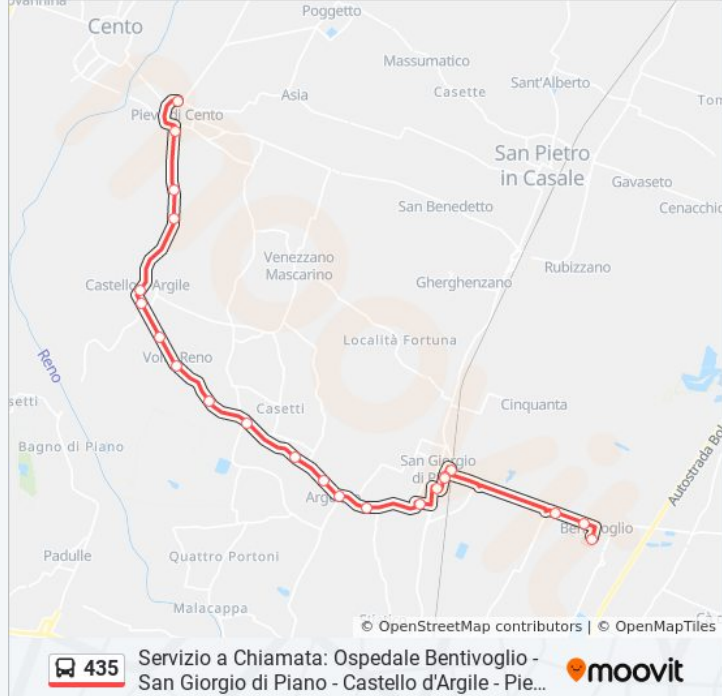 Cento
Poggetto
Massumatico
Sant'Alberto
Casette
Asia
Pieve di Cento
San Pietro
in Casale
Gavaseto
San Benedetto
Cenacchio
Venezzano
Mascarino
Rubizzano
Gherghenzano
Castello d'Argile
Località Fortuna
Reno
Volta Reno
Casetti
Cinquanta
Bagno di Piano
San Giorgio
Autostrada Bol
Bentivoglio
Padulle
Quattro Portoni
Malacappa
© OpenStreetMap contributors | © OpenMapTiles
435
Servizio a Chiamata: Ospedale Bentivoglio -
San Giorgio di Piano - Castello d'Argile - Pie...
moovit